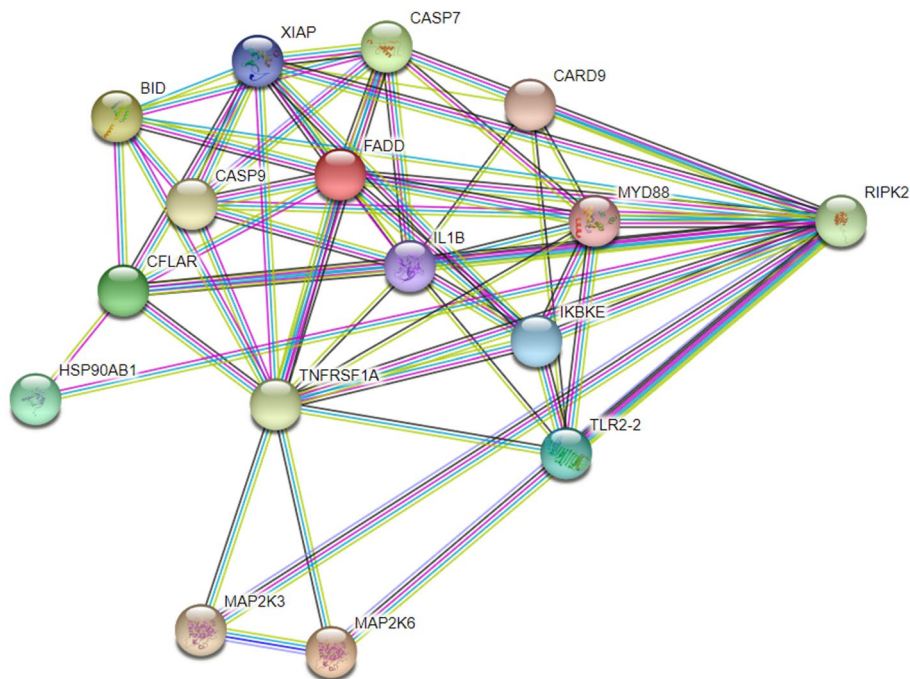 CASP7
XIAP
CARD9
BID
FADD
CASP9
MYD88
RIPK2
IL1B
CFLAR
IKBKE
HSP90AB1
TNFRSF1A
TLR2-2
MAP2K3
MAP2K6